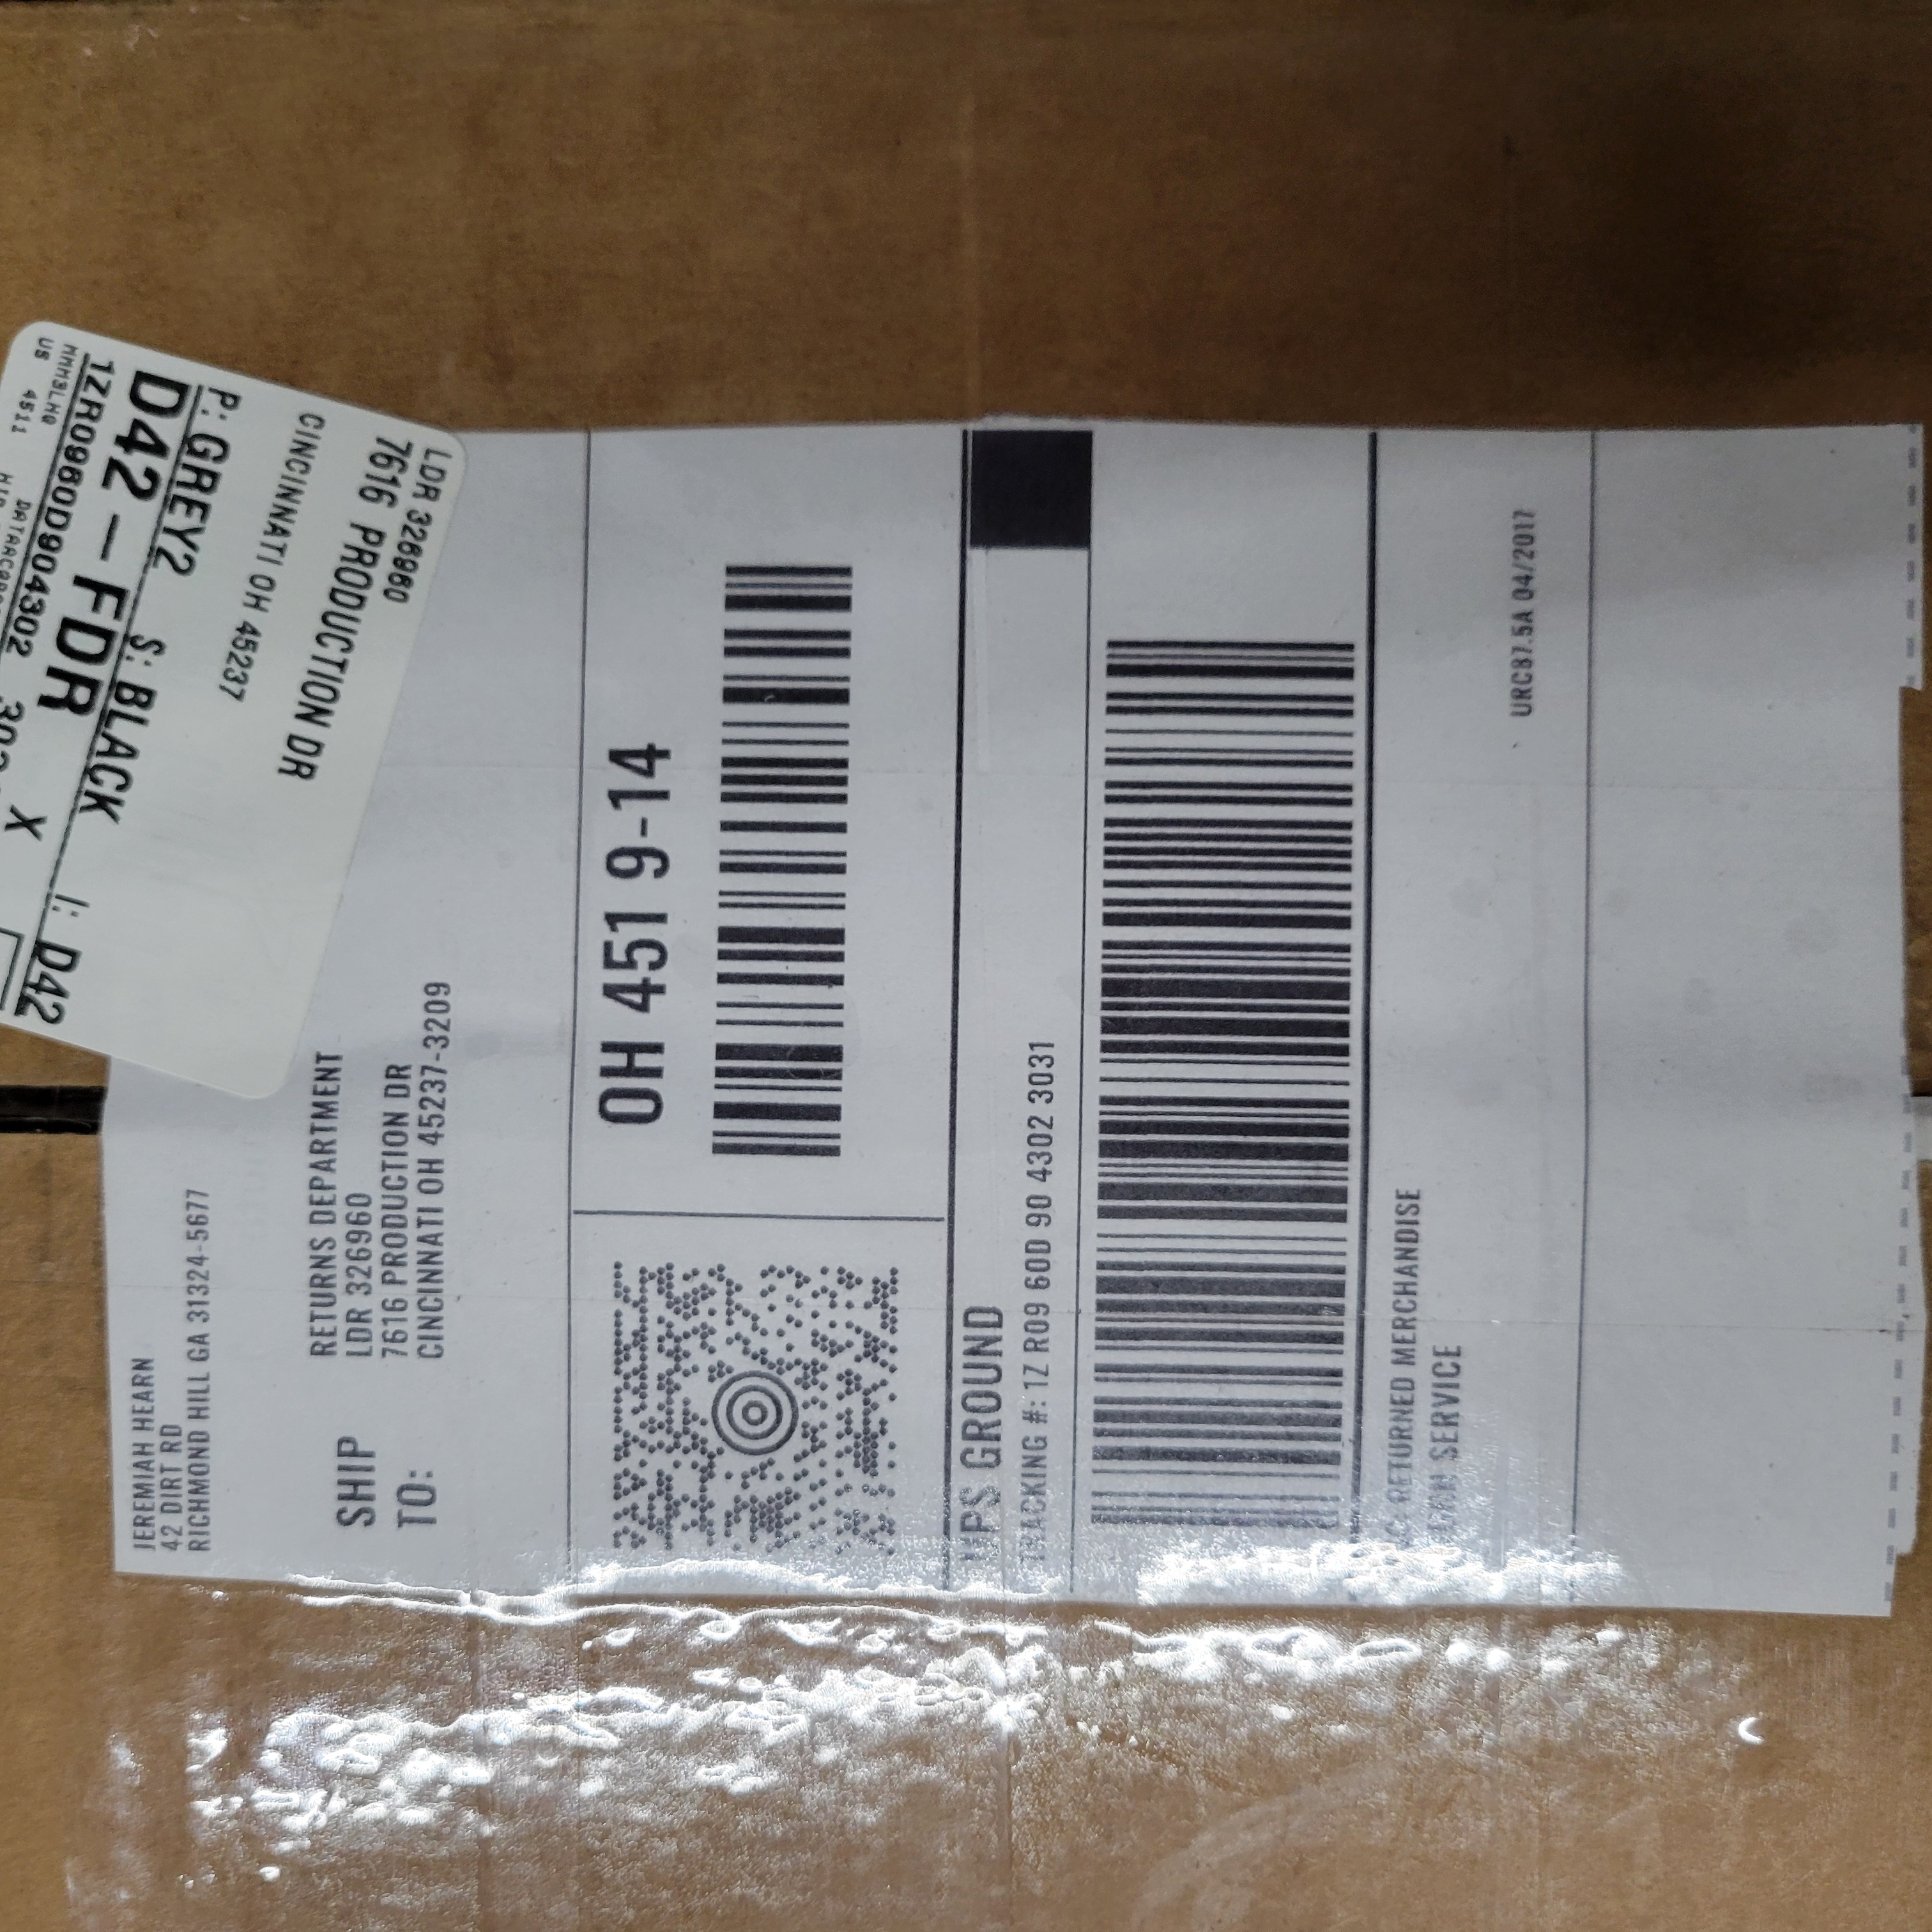 JEREMIAH HEARN
42 DIRT RD
RICHMOND HILL GA 31324-5677
SHIP
TO:
RETURNS DEPARTMENT
LDR 326960
7616 PRODUCTION DR
CINCINNATI OH 45237-3209
OH 451 9-14
UPS GROUND
TRACKING #: 1Z R09 60D 90 4302 3031
RETURNED MERCHANDISE
SERVICE
URC87.5A 04/2017
LDR 326960
7616 PRODUCTION DR
CINCINNATI OH 45237
P: GREY2 S: BLACK I: D42
D42 – FDR X
1ZR0960D904302
US 4511